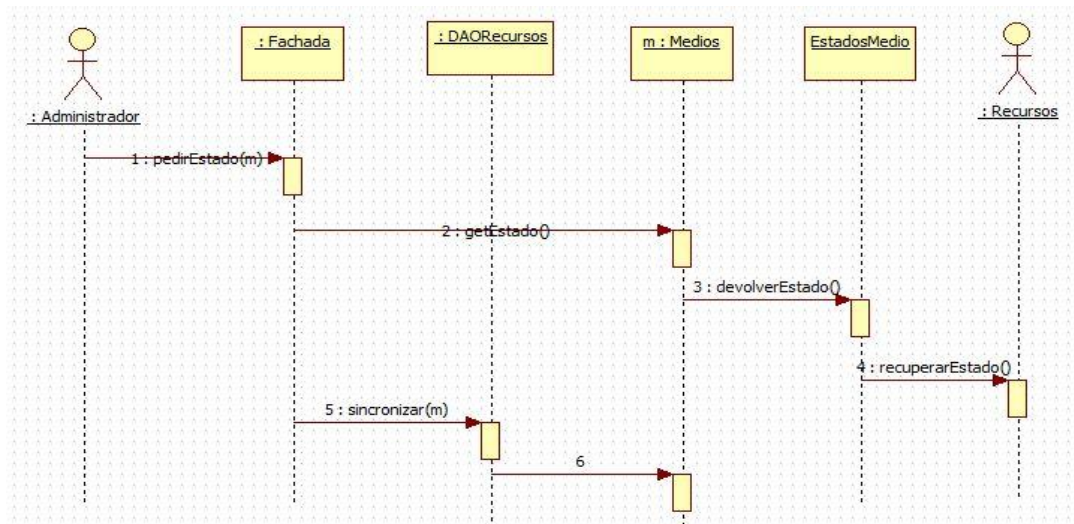 : Fachada
: DAORecursos
m : Medios
EstadosMedio
: Administrador
: Recursos
1 : pedirEstado(m)
2 : getEstado()
3 : devolverEstado()
4 : recuperarEstado()
5 : sincronizar(m)
6